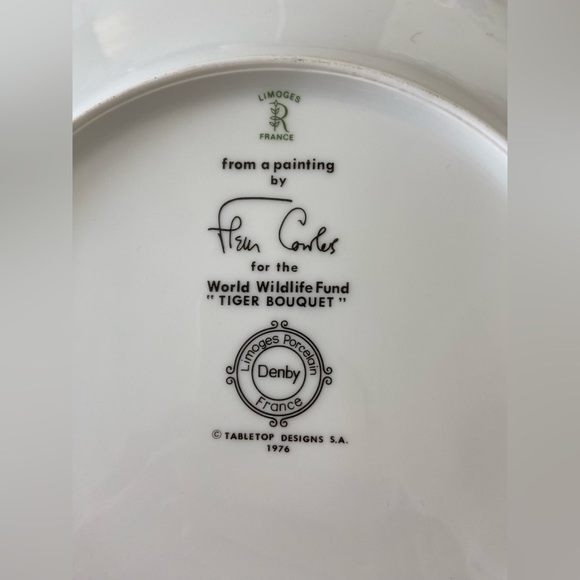 LIMOGES
R
FRANCE
from a painting
by
Fleur Cowles
for the
World Wildlife Fund
" TIGER BOUQUET "
Limoges Porcelain
Denby
France
© TABLETOP DESIGNS S.A.
1976